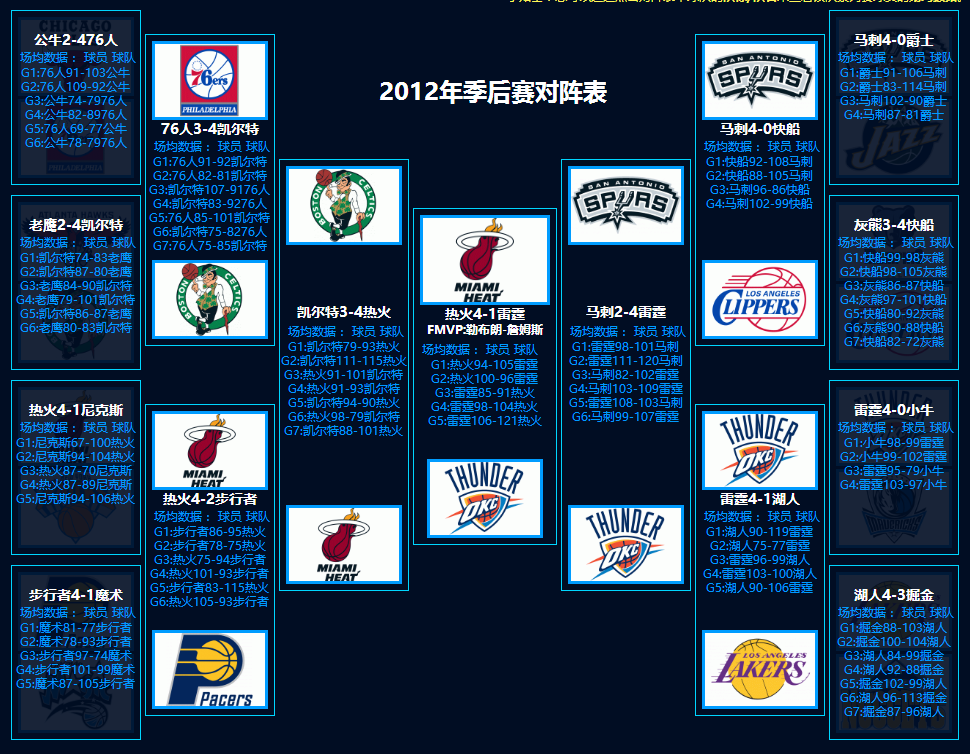 2012年季后赛对阵表
公牛2-476人
场均数据： 球员 球队
G1:76人91-103公牛
G2:76人109-92公牛
G3:公牛74-7976人
G4:公牛82-8976人
G5:76人69-77公牛
G6:公牛78-7976人
老鹰2-4凯尔特
场均数据： 球员 球队
G1:凯尔特74-83老鹰
G2:凯尔特87-80老鹰
G3:老鹰84-90凯尔特
G4:老鹰79-101凯尔特
G5:凯尔特86-87老鹰
G6:老鹰80-83凯尔特
热火4-1尼克斯
场均数据： 球员 球队
G1:尼克斯67-100热火
G2:尼克斯94-104热火
G3:热火87-70尼克斯
G4:热火87-89尼克斯
G5:尼克斯94-106热火
步行者4-1魔术
场均数据： 球员 球队
G1:魔术81-77步行者
G2:魔术78-93步行者
G3:步行者97-74魔术
G4:步行者101-99魔术
G5:魔术87-105步行者
76ers
PHILADELPHIA
76人3-4凯尔特
场均数据： 球员 球队
G1:76人91-92凯尔特
G2:76人82-81凯尔特
G3:凯尔特107-9176人
G4:凯尔特83-9276人
G5:76人85-101凯尔特
G6:凯尔特75-8276人
G7:76人75-85凯尔特
BOSTON CELTICS
MIAMI HEAT
热火4-2步行者
场均数据： 球员 球队
G1:步行者86-95热火
G2:步行者78-75热火
G3:热火75-94步行者
G4:热火101-93步行者
G5:步行者83-115热火
G6:热火105-93步行者
Pacers
BOSTON CELTICS
凯尔特3-4热火
场均数据： 球员 球队
G1:凯尔特79-93热火
G2:凯尔特111-115热火
G3:热火91-101凯尔特
G4:热火91-93凯尔特
G5:凯尔特94-90热火
G6:热火98-79凯尔特
G7:凯尔特88-101热火
MIAMI HEAT
MIAMI HEAT
热火4-1雷霆
FMVP:勒布朗-詹姆斯
场均数据： 球员 球队
G1:热火94-105雷霆
G2:热火100-96雷霆
G3:雷霆85-91热火
G4:雷霆98-104热火
G5:雷霆106-121热火
THUNDER
OKC
SAN ANTONIO
SPURS
马刺2-4雷霆
场均数据： 球员 球队
G1:雷霆98-101马刺
G2:雷霆111-120马刺
G3:马刺82-102雷霆
G4:马刺103-109雷霆
G5:雷霆108-103马刺
G6:马刺99-107雷霆
THUNDER
OKC
SAN ANTONIO
SPURS
马刺4-0快船
场均数据： 球员 球队
G1:快船92-108马刺
G2:快船88-105马刺
G3:马刺96-86快船
G4:马刺102-99快船
LOS ANGELES
CLIPPERS
THUNDER
OKC
雷霆4-1湖人
场均数据： 球员 球队
G1:湖人90-119雷霆
G2:湖人75-77雷霆
G3:雷霆96-99湖人
G4:雷霆103-100湖人
G5:湖人90-106雷霆
LOS ANGELES
LAKERS
马刺4-0爵士
场均数据： 球员 球队
G1:爵士91-106马刺
G2:爵士83-114马刺
G3:马刺102-90爵士
G4:马刺87-81爵士
灰熊3-4快船
场均数据： 球员 球队
G1:快船99-98灰熊
G2:快船98-105灰熊
G3:灰熊86-87快船
G4:灰熊97-101快船
G5:快船80-92灰熊
G6:灰熊90-88快船
G7:快船82-72灰熊
雷霆4-0小牛
场均数据： 球员 球队
G1:小牛98-99雷霆
G2:小牛99-102雷霆
G3:雷霆95-79小牛
G4:雷霆103-97小牛
湖人4-3掘金
场均数据： 球员 球队
G1:掘金88-103湖人
G2:掘金100-104湖人
G3:湖人84-99掘金
G4:湖人92-88掘金
G5:掘金102-99湖人
G6:湖人96-113掘金
G7:掘金87-96湖人